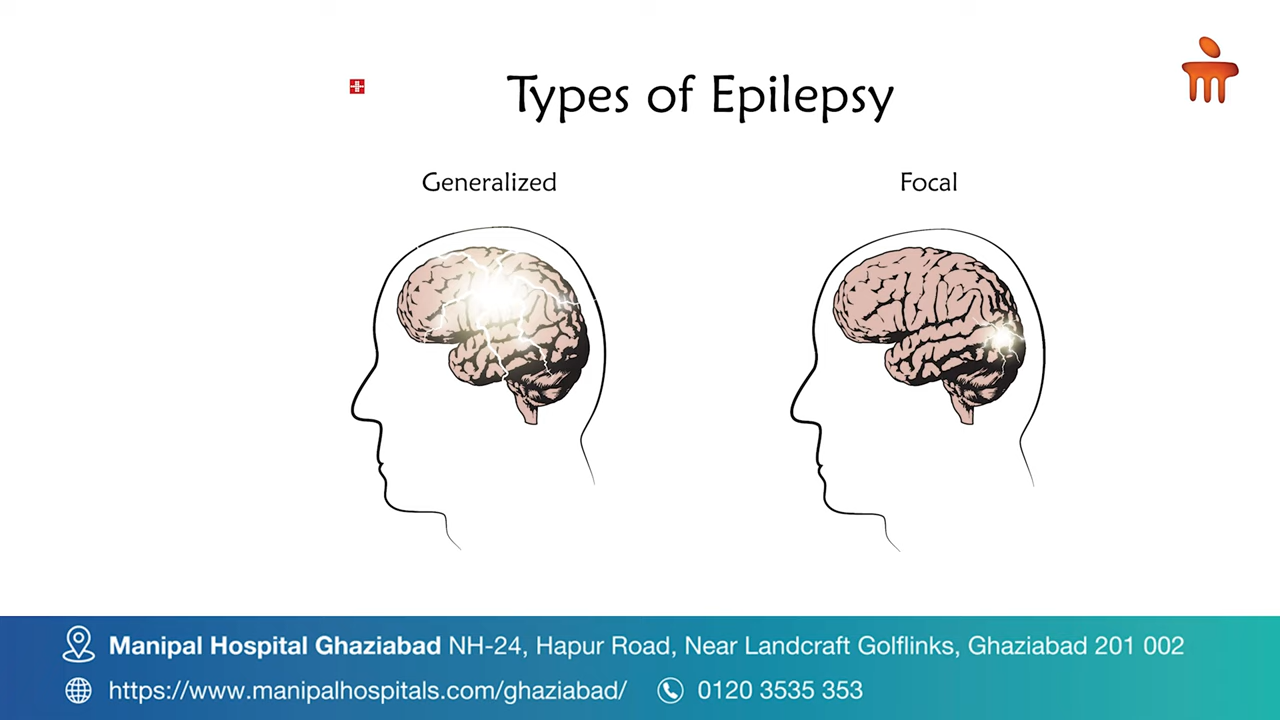 Types of Epilepsy
Generalized
Focal
Manipal Hospital Ghaziabad NH-24, Hapur Road, Near Landcraft Golflinks, Ghaziabad 201 002
https://www.manipalhospitals.com/ghaziabad/ 0120 3535 353